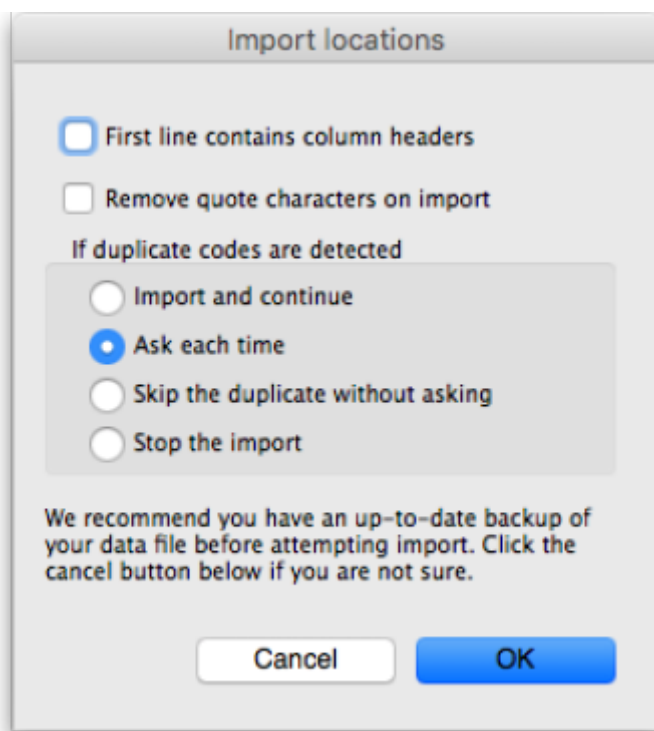 Import locations
First line contains column headers
Remove quote characters on import
If duplicate codes are detected
Import and continue
Ask each time
Skip the duplicate without asking
Stop the import
We recommend you have an up-to-date backup of
your data file before attempting import. Click the
cancel button below if you are not sure.
Cancel
OK